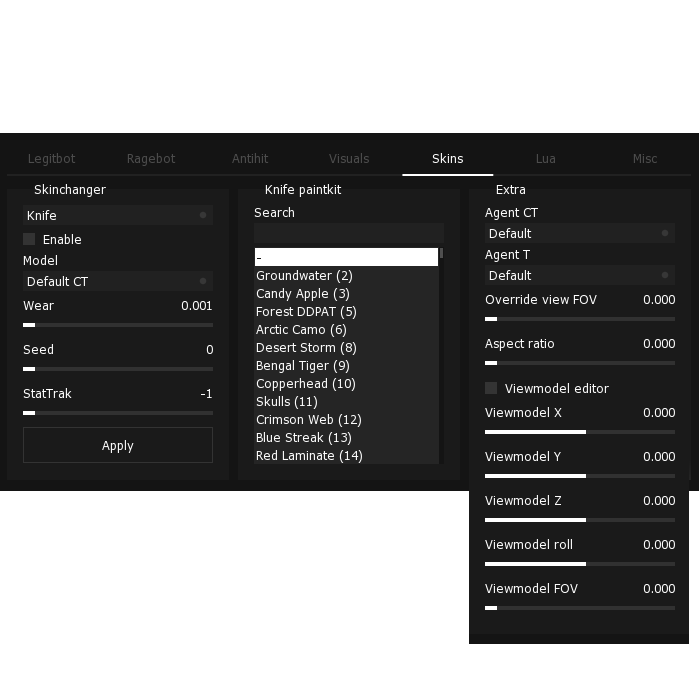 Legitbot Ragebot Antihit Visuals Skins Lua Misc
Skinchanger
Knife
Enable
Model
Default CT
Wear 0.001
Seed 0
StatTrak -1
Apply
Knife paintkit
Search
-
Groundwater (2)
Candy Apple (3)
Forest DDPAT (5)
Arctic Camo (6)
Desert Storm (8)
Bengal Tiger (9)
Copperhead (10)
Skulls (11)
Crimson Web (12)
Blue Streak (13)
Red Laminate (14)
Extra
Agent CT
Default
Agent T
Default
Override view FOV 0.000
Aspect ratio 0.000
Viewmodel editor
Viewmodel X 0.000
Viewmodel Y 0.000
Viewmodel Z 0.000
Viewmodel roll 0.000
Viewmodel FOV 0.000